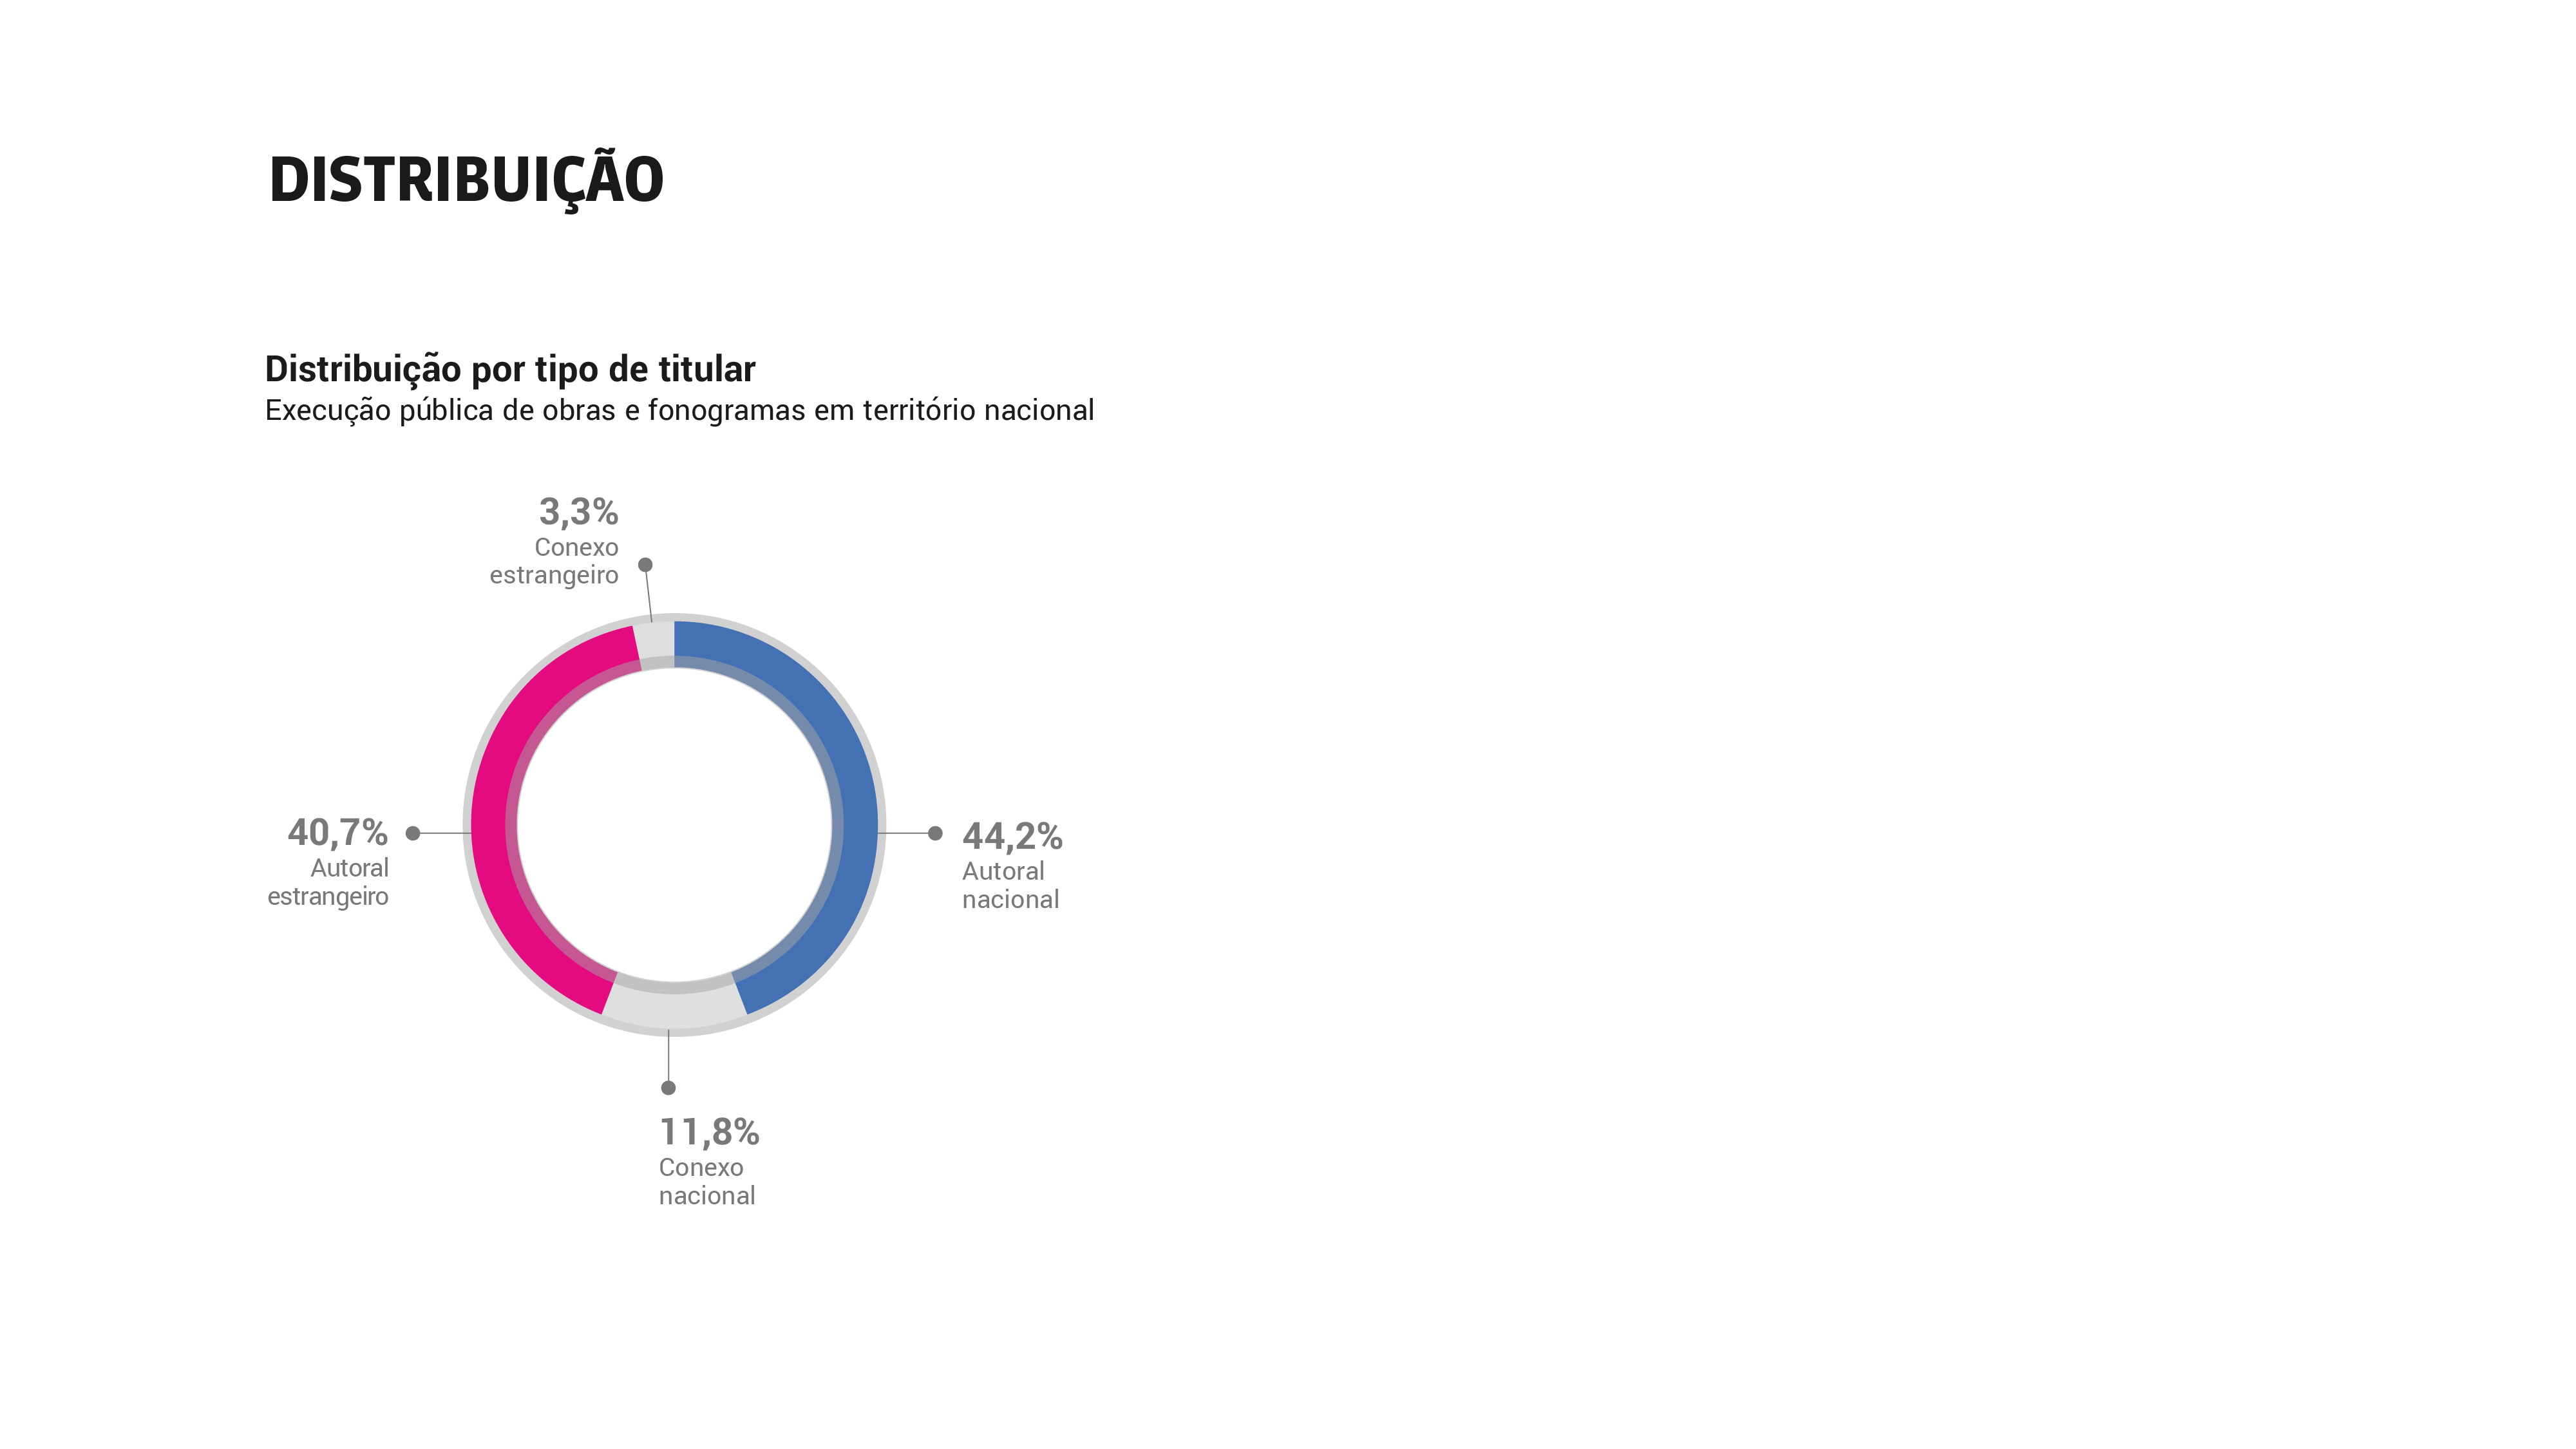 DISTRIBUIÇÃO
Distribuição por tipo de titular
Execução pública de obras e fonogramas em território nacional
3,3%
Conexo
estrangeiro
40,7%
Autoral
estrangeiro
44,2%
Autoral
nacional
11,8%
Conexo
nacional